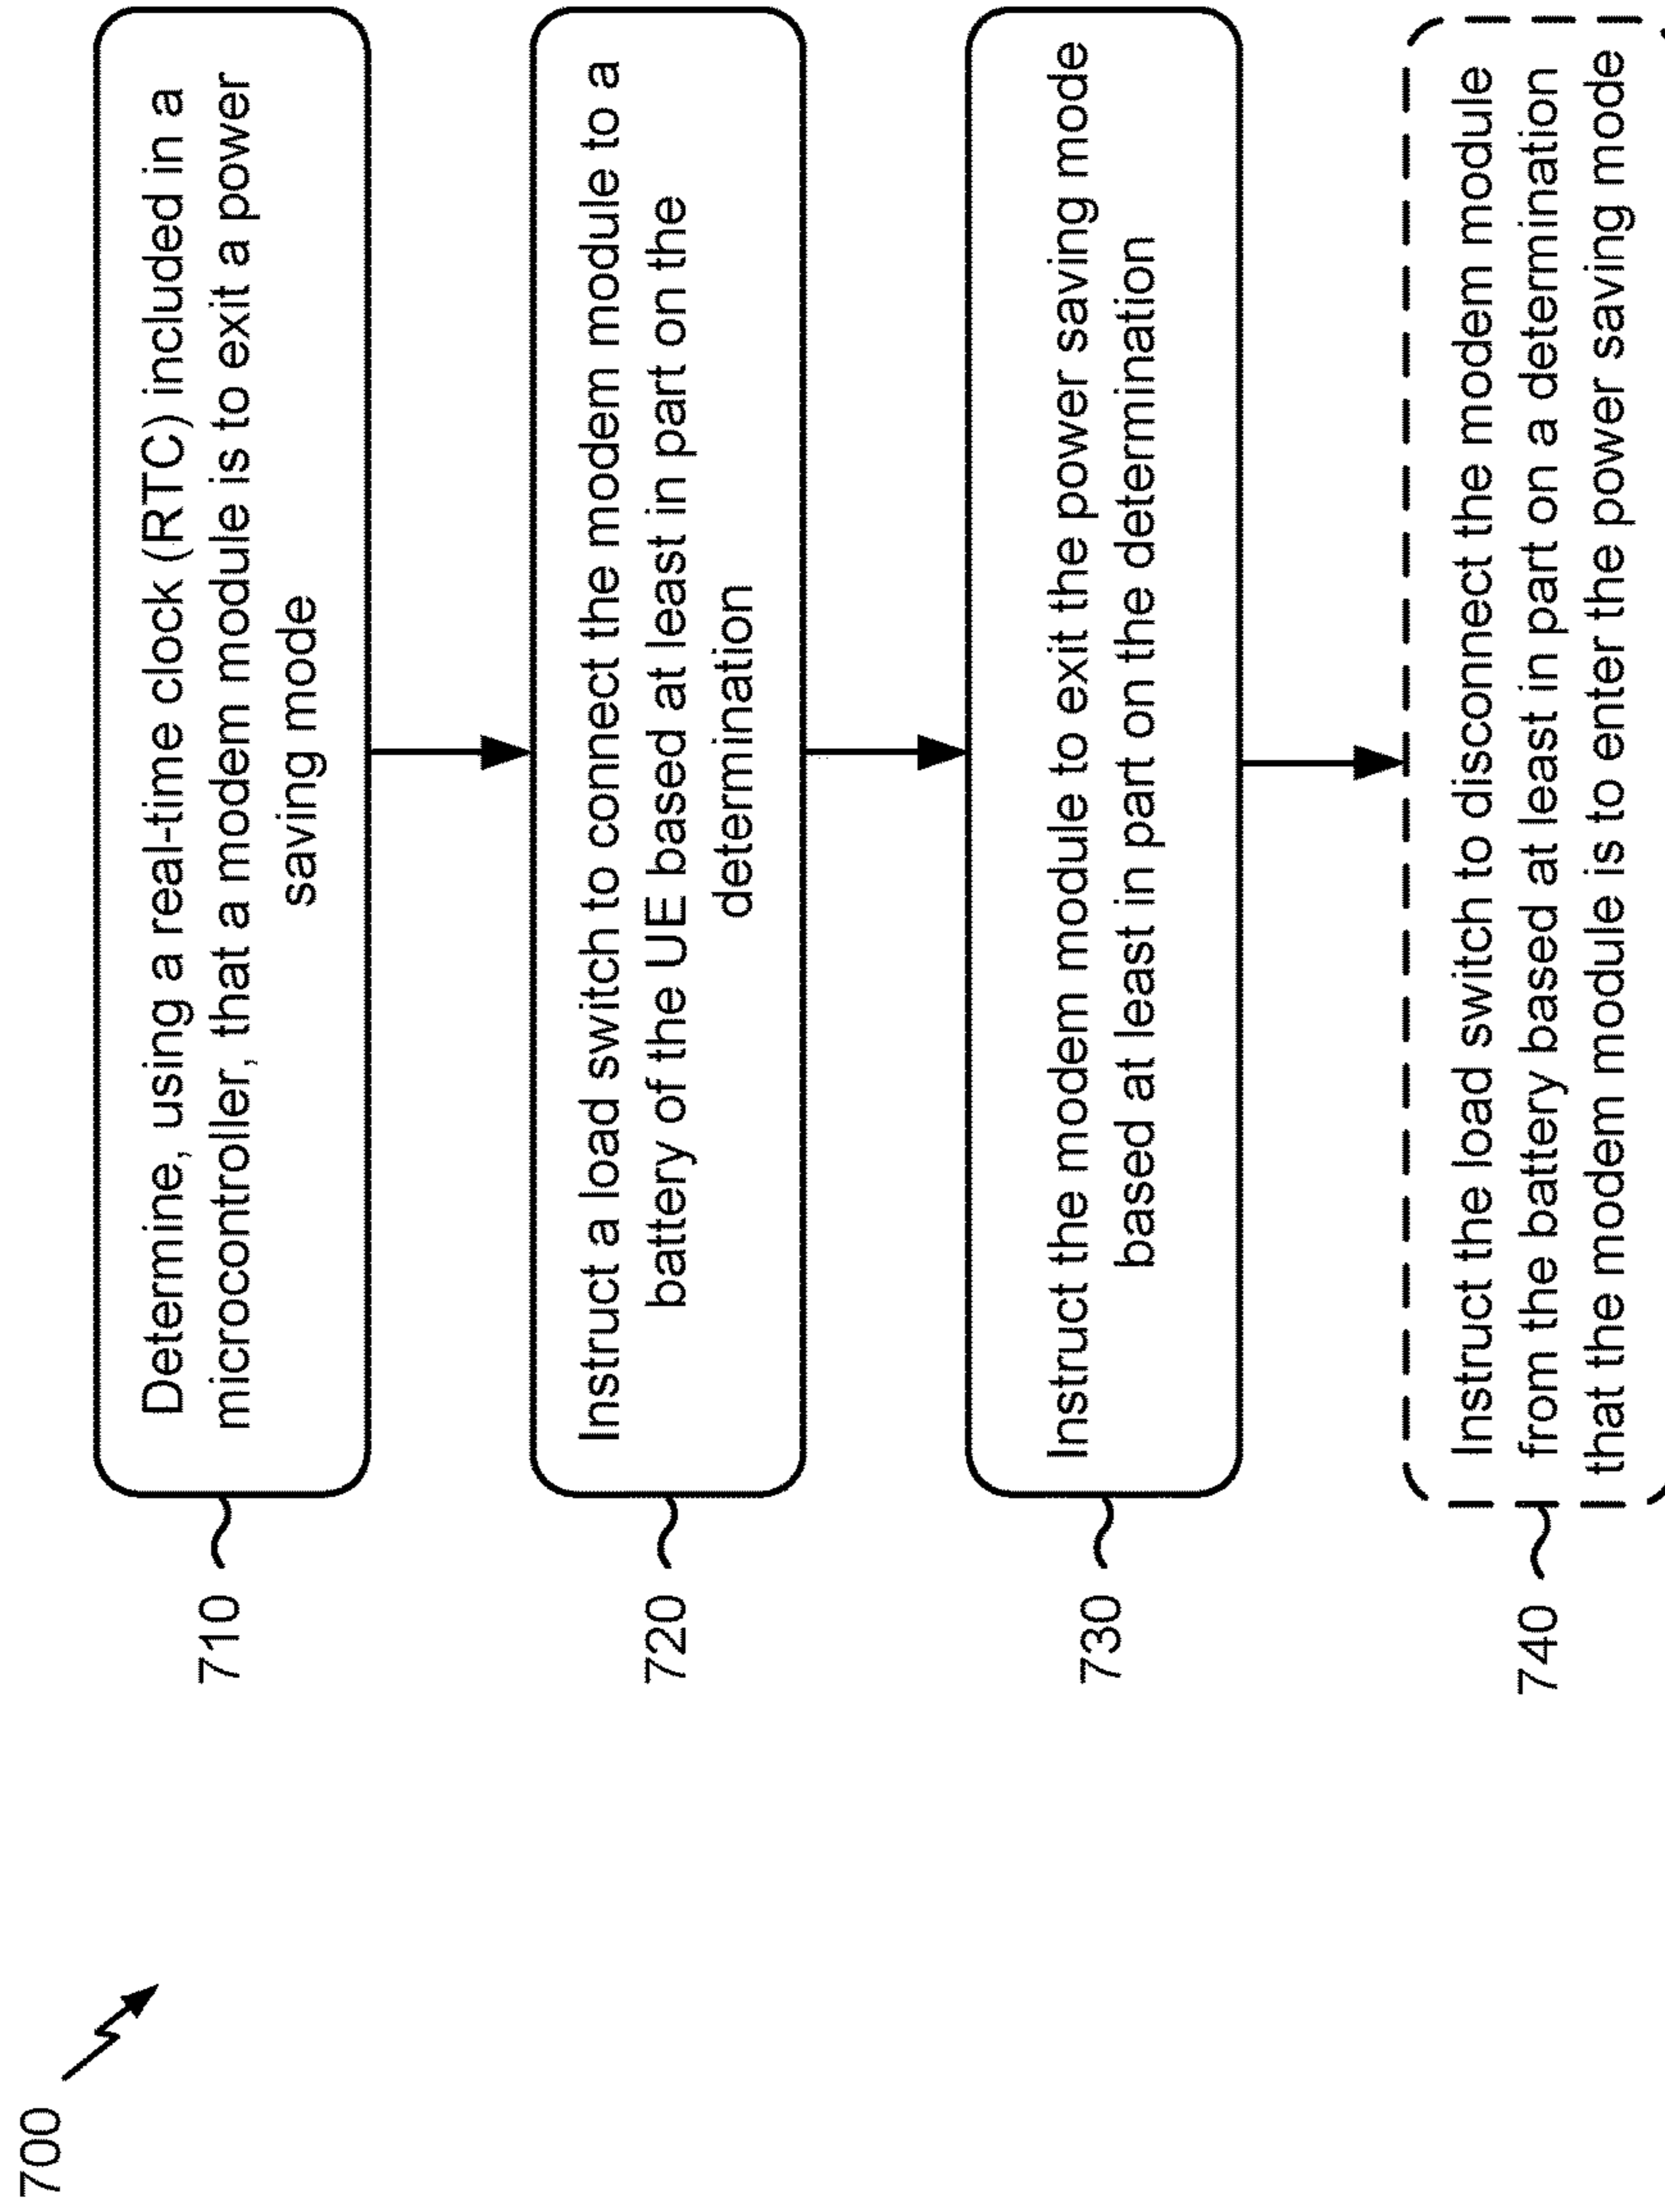 700
710
Determine, using a real-time clock (RTC) included in a
microcontroller, that a modem module is to exit a power
saving mode
720
Instruct a load switch to connect the modem module to a
battery of the UE based at least in part on the
determination
730
Instruct the modem module to exit the power saving mode
based at least in part on the determination
740
Instruct the load switch to disconnect the modem module
from the battery based at least in part on a determination
that the modem module is to enter the power saving mode